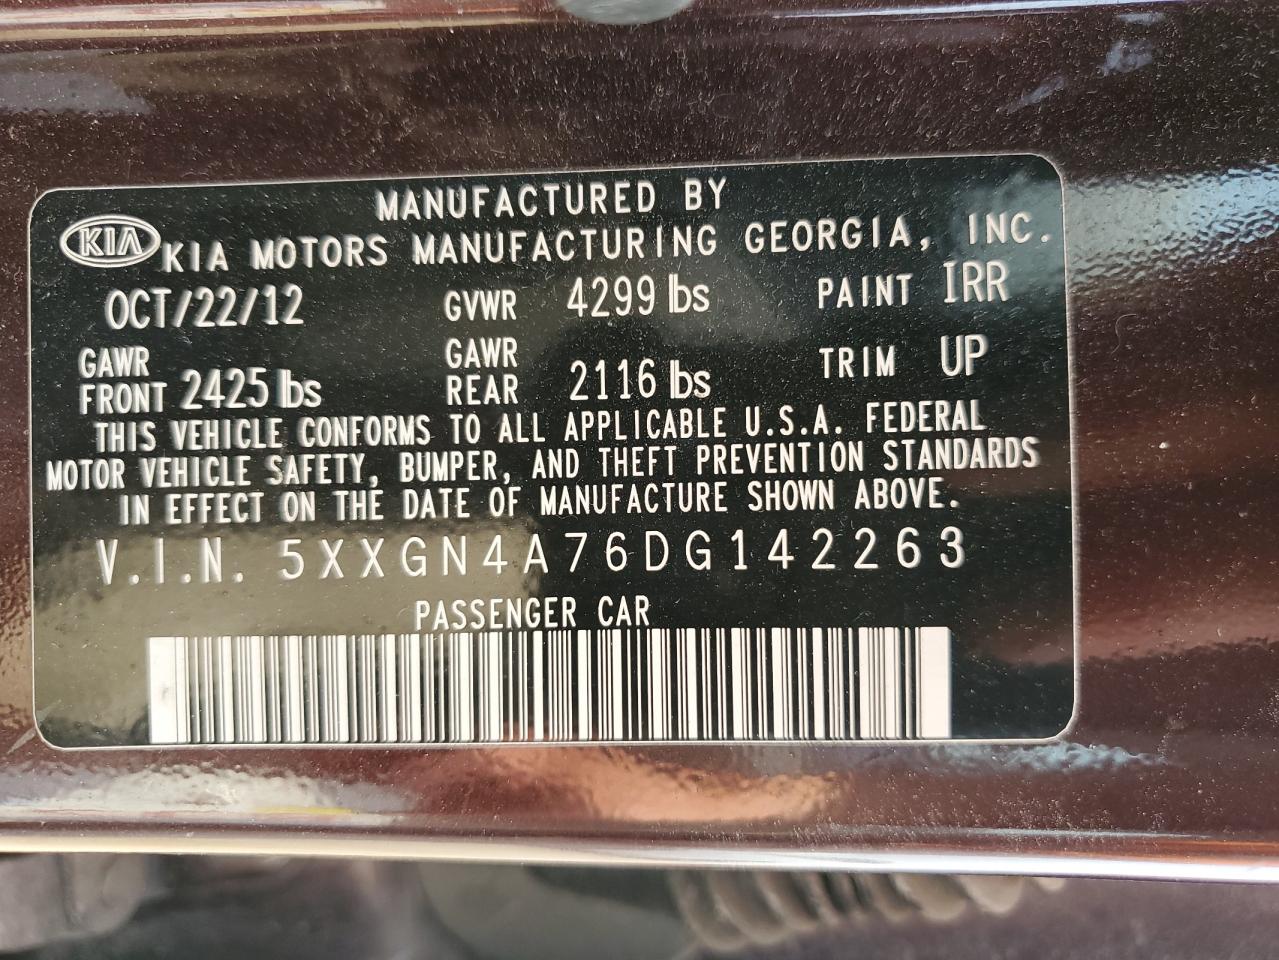 MANUFACTURED BY
KIA KIA MOTORS MANUFACTURING GEORGIA, INC.
OCT/22/12 GVWR 4299 lbs PAINT IRR
GAWR FRONT 2425 lbs GAWR REAR 2116 lbs TRIM UP
THIS VEHICLE CONFORMS TO ALL APPLICABLE U.S.A. FEDERAL
MOTOR VEHICLE SAFETY, BUMPER, AND THEFT PREVENTION STANDARDS
IN EFFECT ON THE DATE OF MANUFACTURE SHOWN ABOVE.
V.I.N. 5XXGN4A76DG142263
PASSENGER CAR